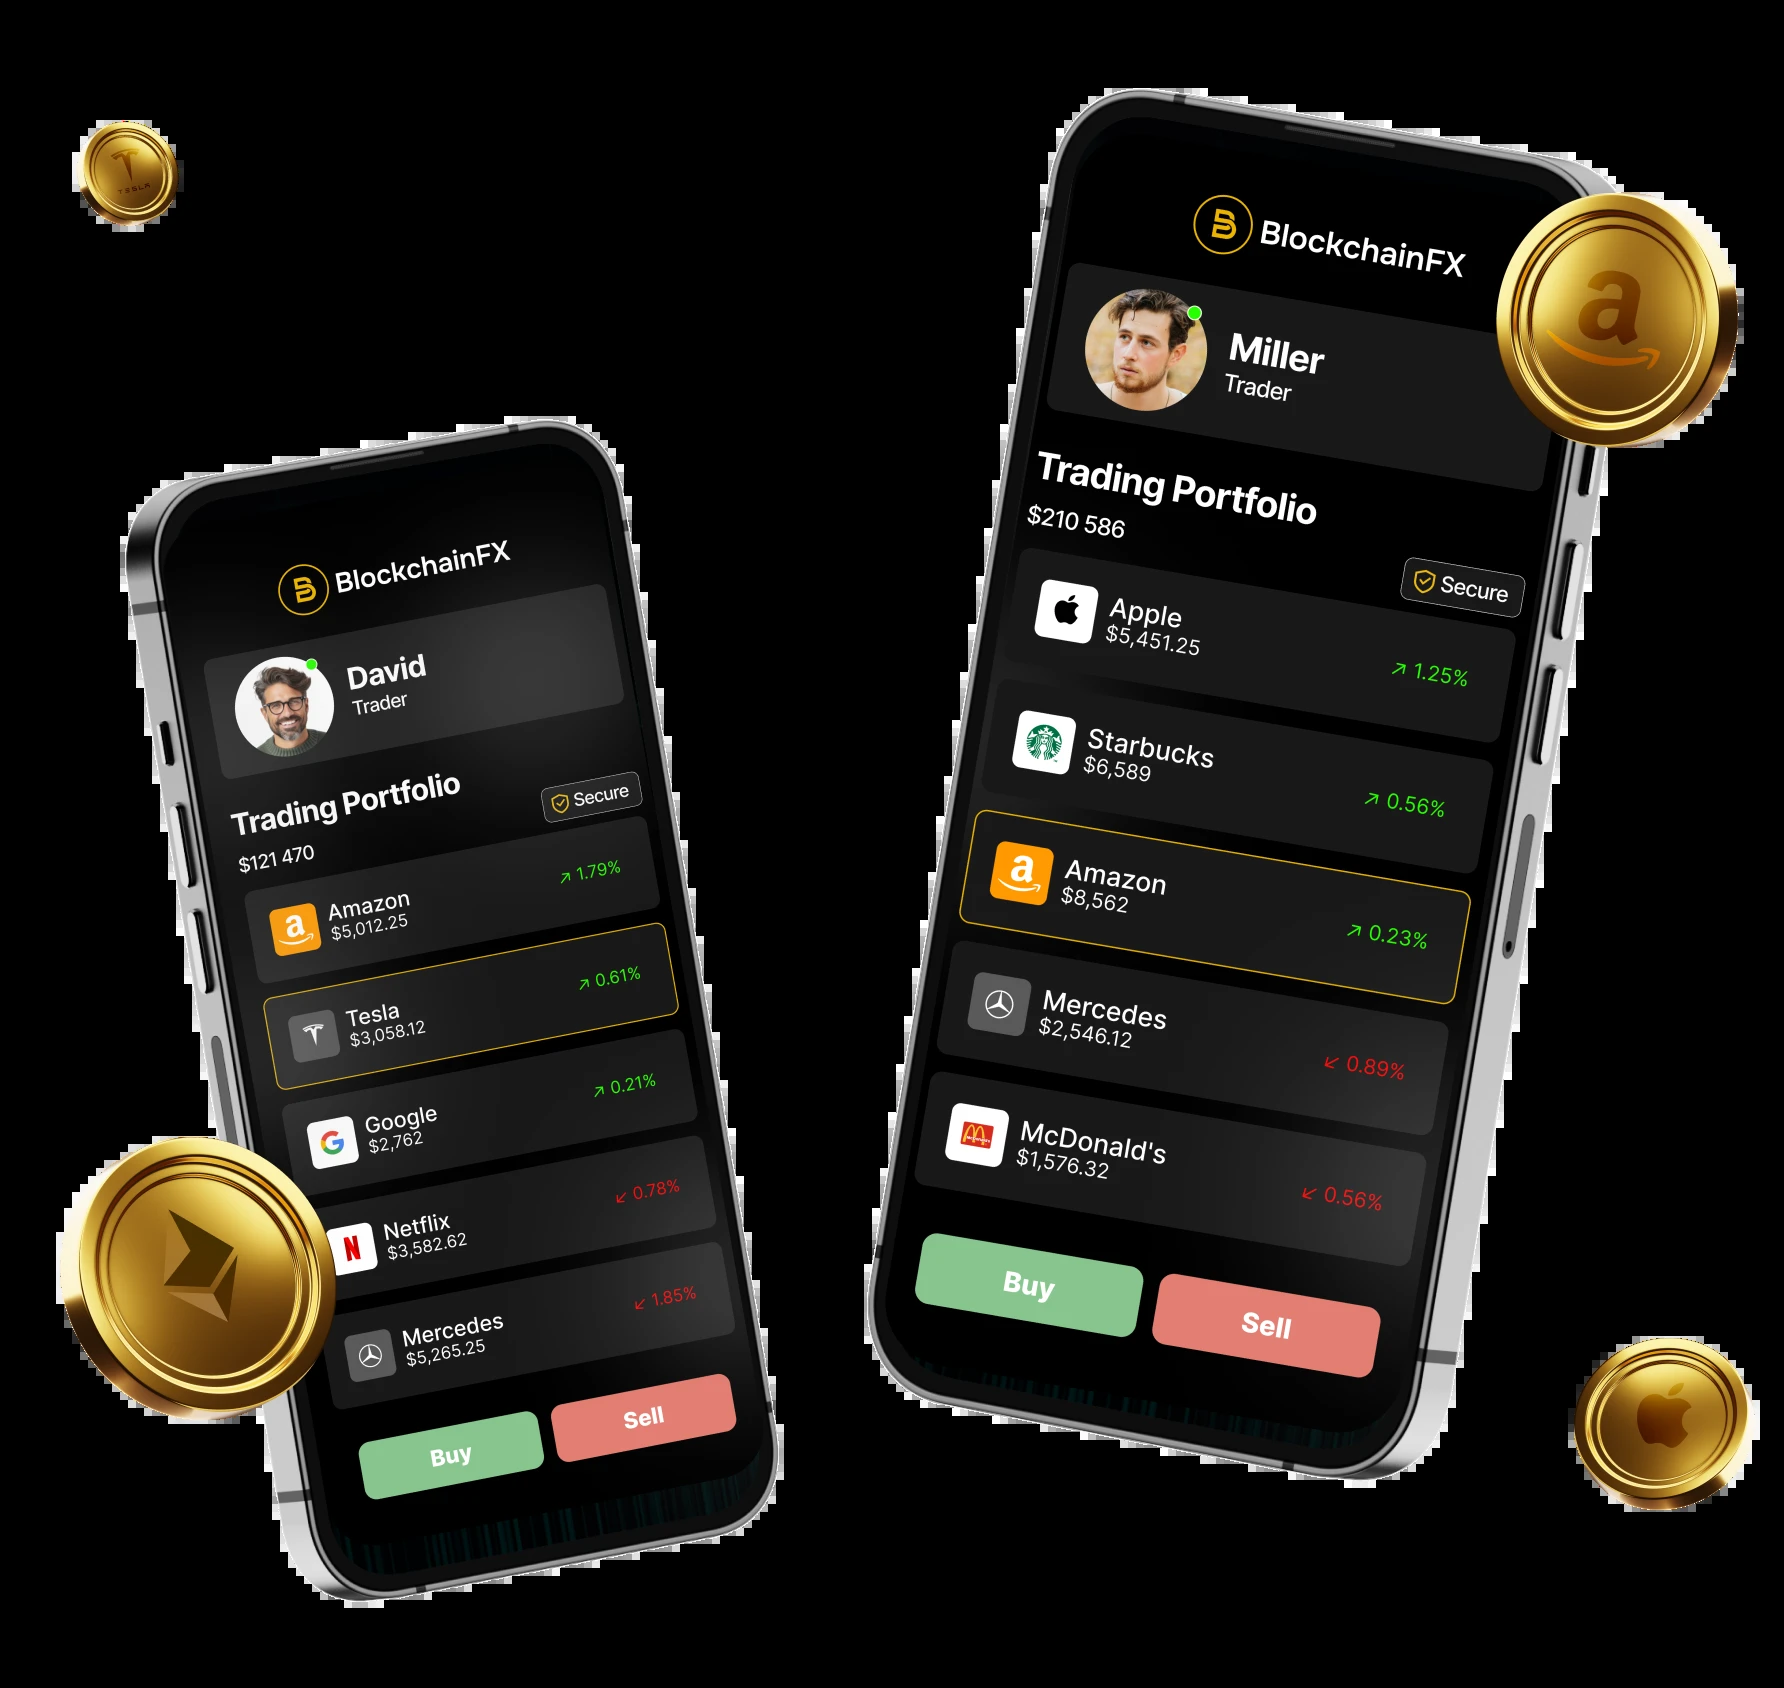 TESLA
BlockchainFX
David
Trader
Trading Portfolio
$121 470
Secure
Amazon
$5,012.25
↗ 1.79%
Tesla
$3,058.12
↗ 0.61%
Google
$2,762
↗ 0.21%
Netflix
$3,582.62
↙ 0.78%
Mercedes
$5,265.25
↙ 1.85%
Buy
Sell
BlockchainFX
Miller
Trader
Trading Portfolio
$210 586
Secure
Apple
$5,451.25
↗ 1.25%
Starbucks
$6,589
↗ 0.56%
Amazon
$8,562
↗ 0.23%
Mercedes
$2,546.12
↙ 0.89%
McDonald's
$1,576.32
↙ 0.56%
Buy
Sell